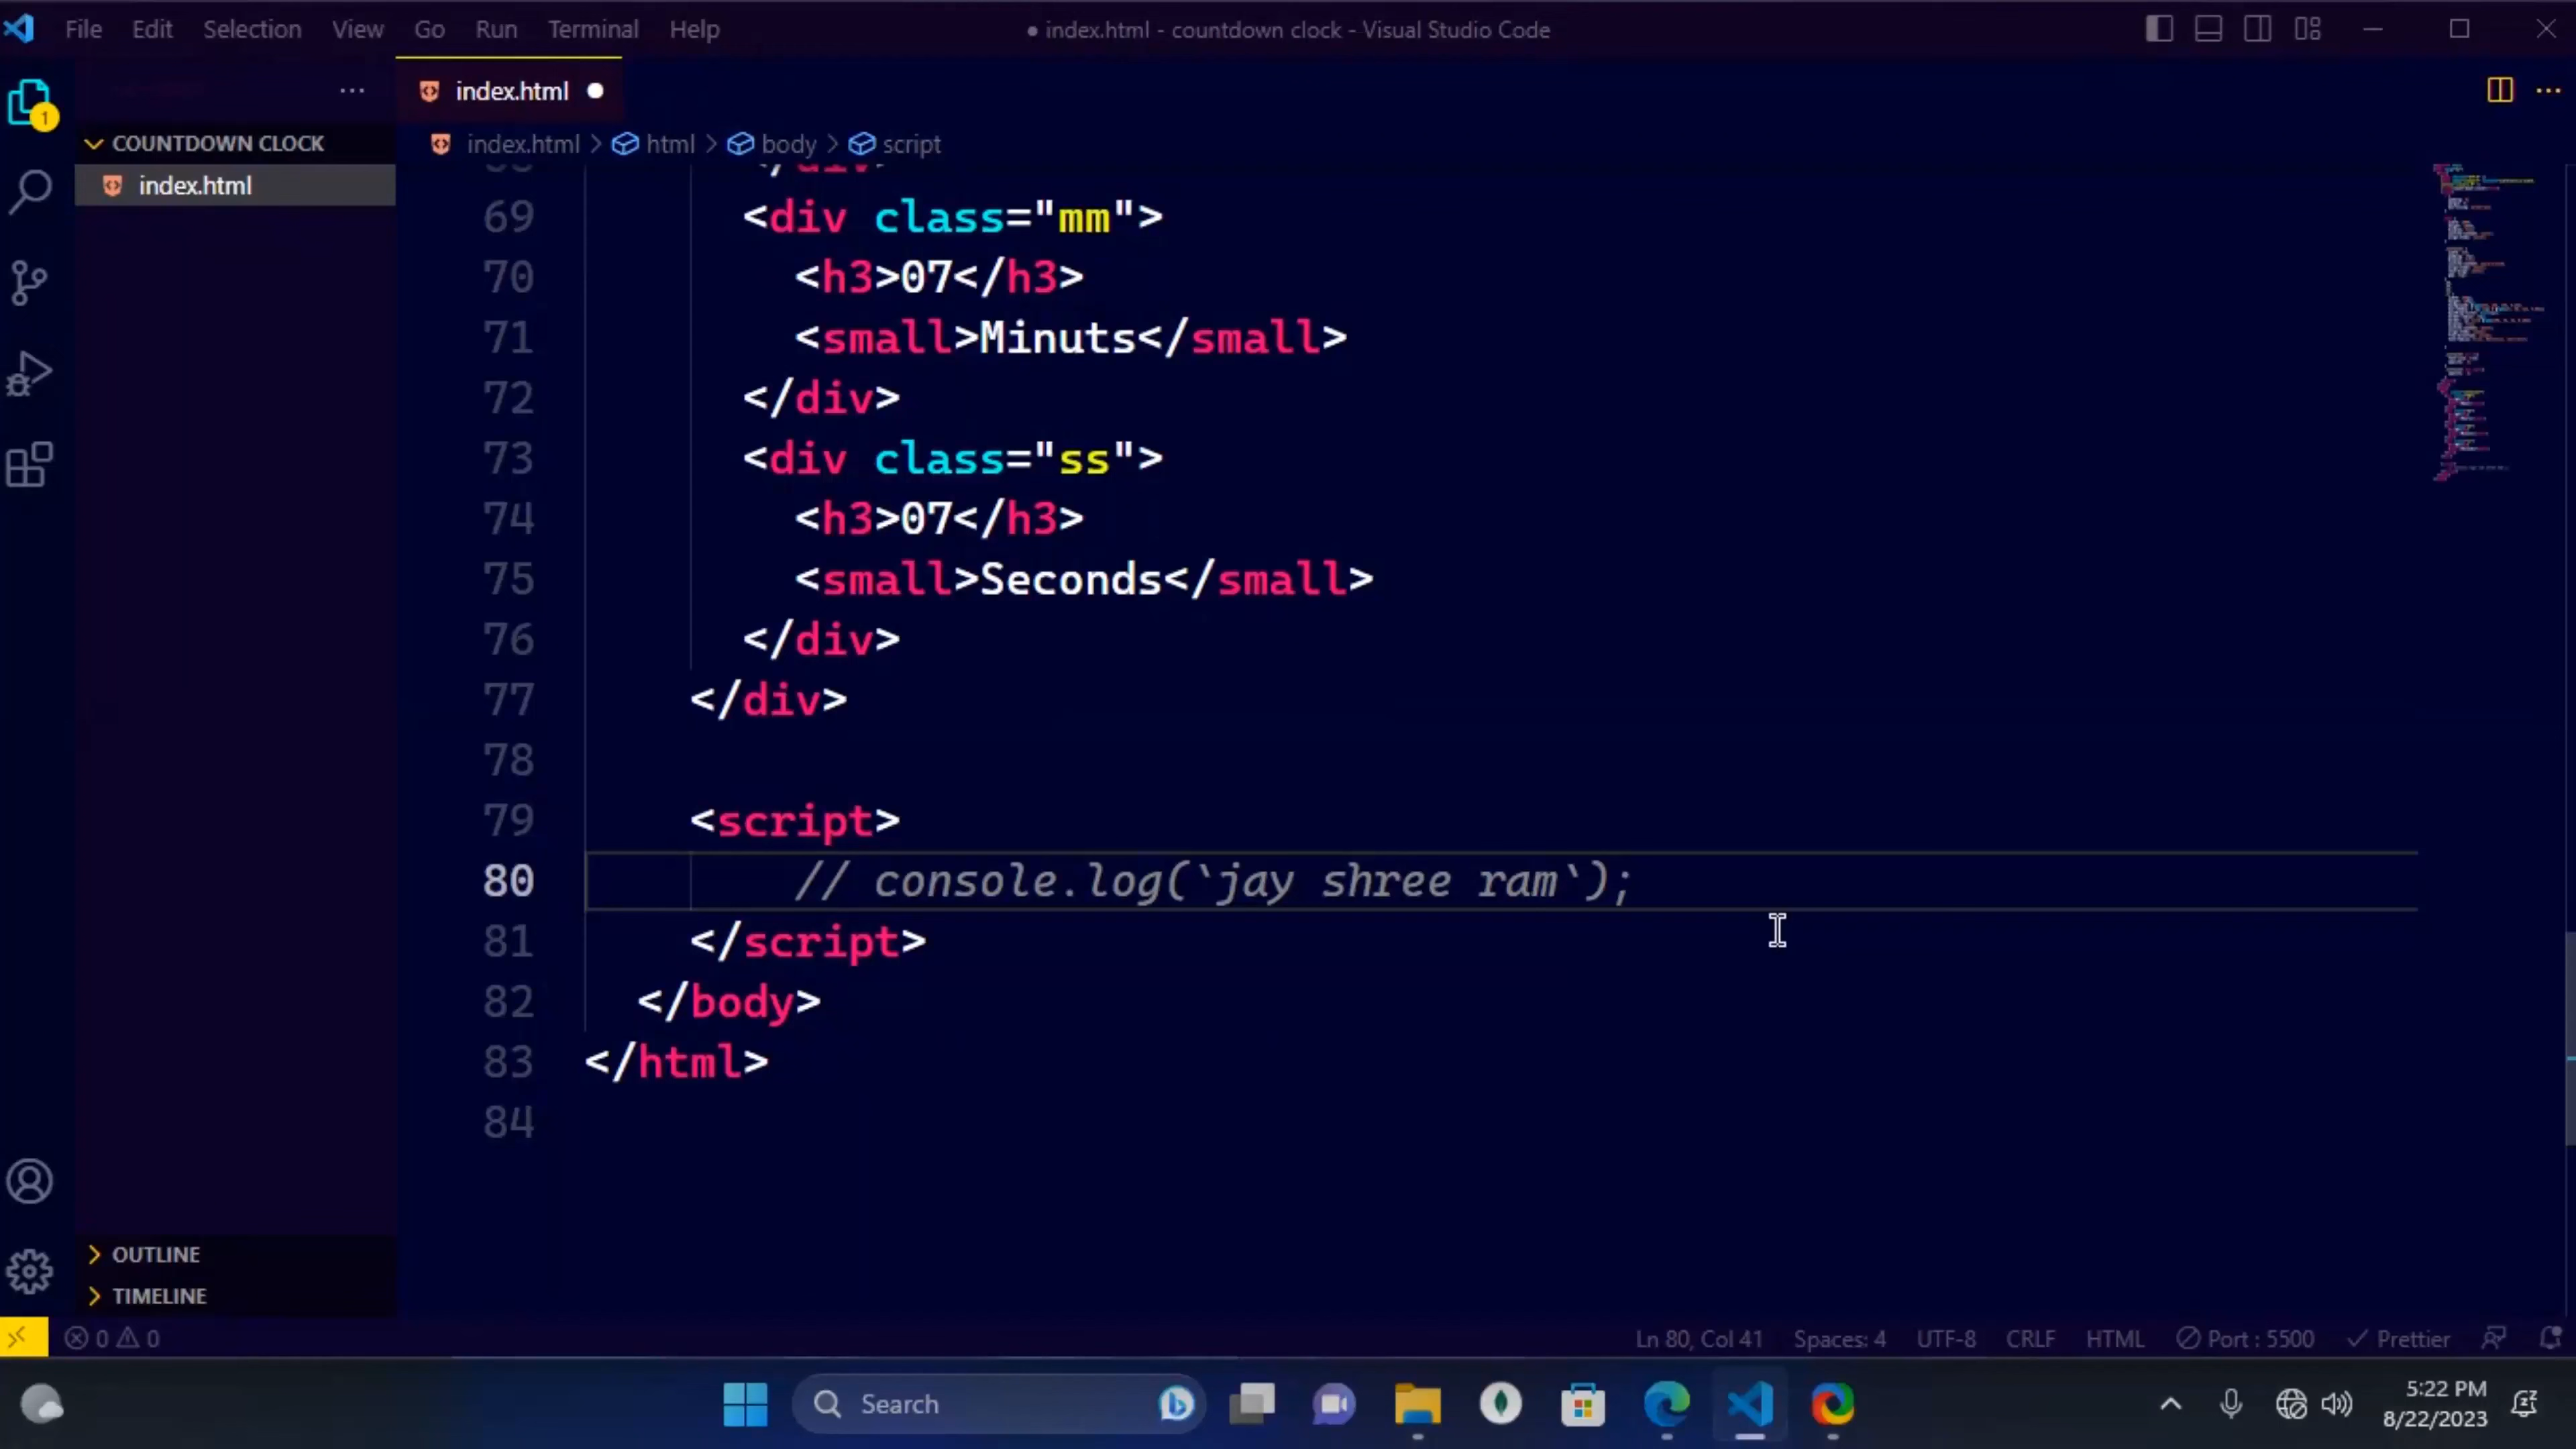 File Edit Selection View Go Run Terminal Help
● index.html - countdown clock - Visual Studio Code
index.html
COUNTDOWN CLOCK
index.html
1
index.html > html > body > script
69 <div class="mm">
70 <h3>07</h3>
71 <small>Minuts</small>
72 </div>
73 <div class="ss">
74 <h3>07</h3>
75 <small>Seconds</small>
76 </div>
77 </div>
78
79 <script>
80 // console.log(`jay shree ram`);
81 </script>
82 </body>
83 </html>
84
OUTLINE
TIMELINE
0 0
Ln 80, Col 41 Spaces: 4 UTF-8 CRLF HTML Port : 5500 Prettier
Search
5:22 PM
8/22/2023